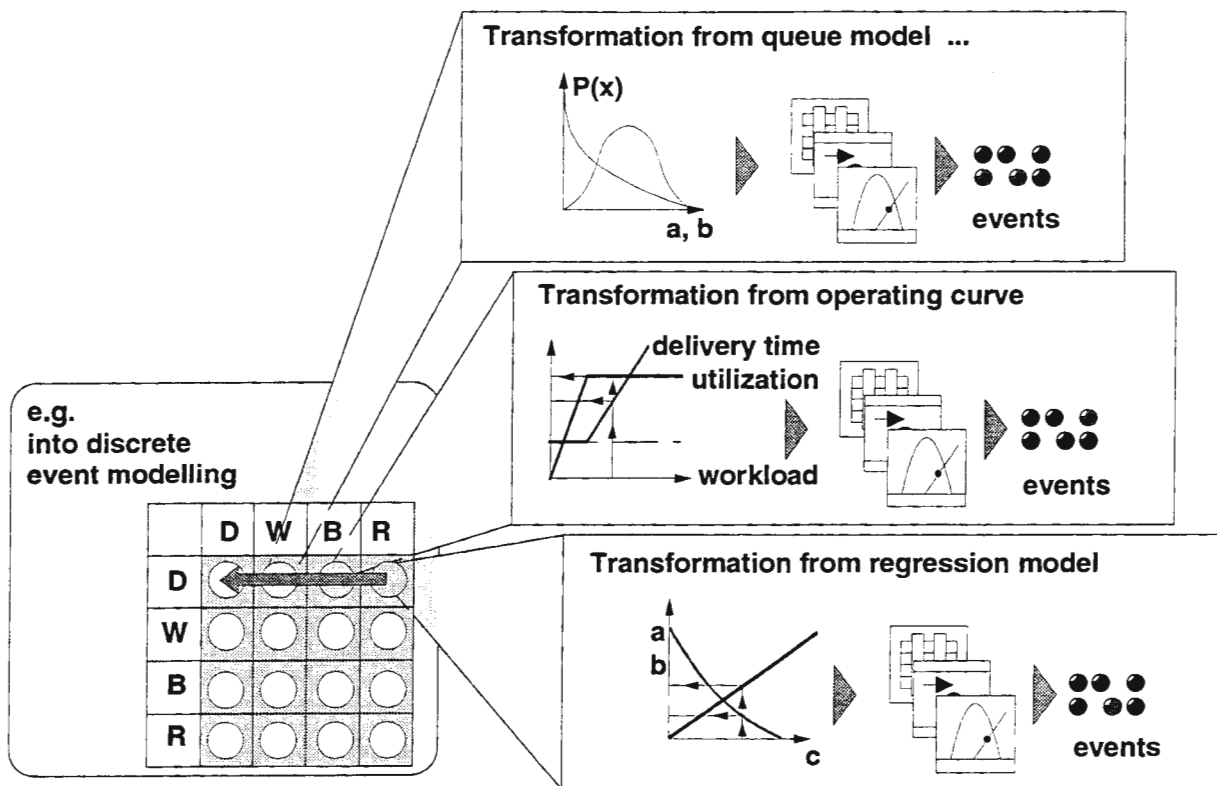 Transformation from queue model ...
P(x)
a, b
events
Transformation from operating curve
delivery time
utilization
workload
events
e.g.
into discrete
event modelling
D W B R
D
W
B
R
Transformation from regression model
a
b
c
events